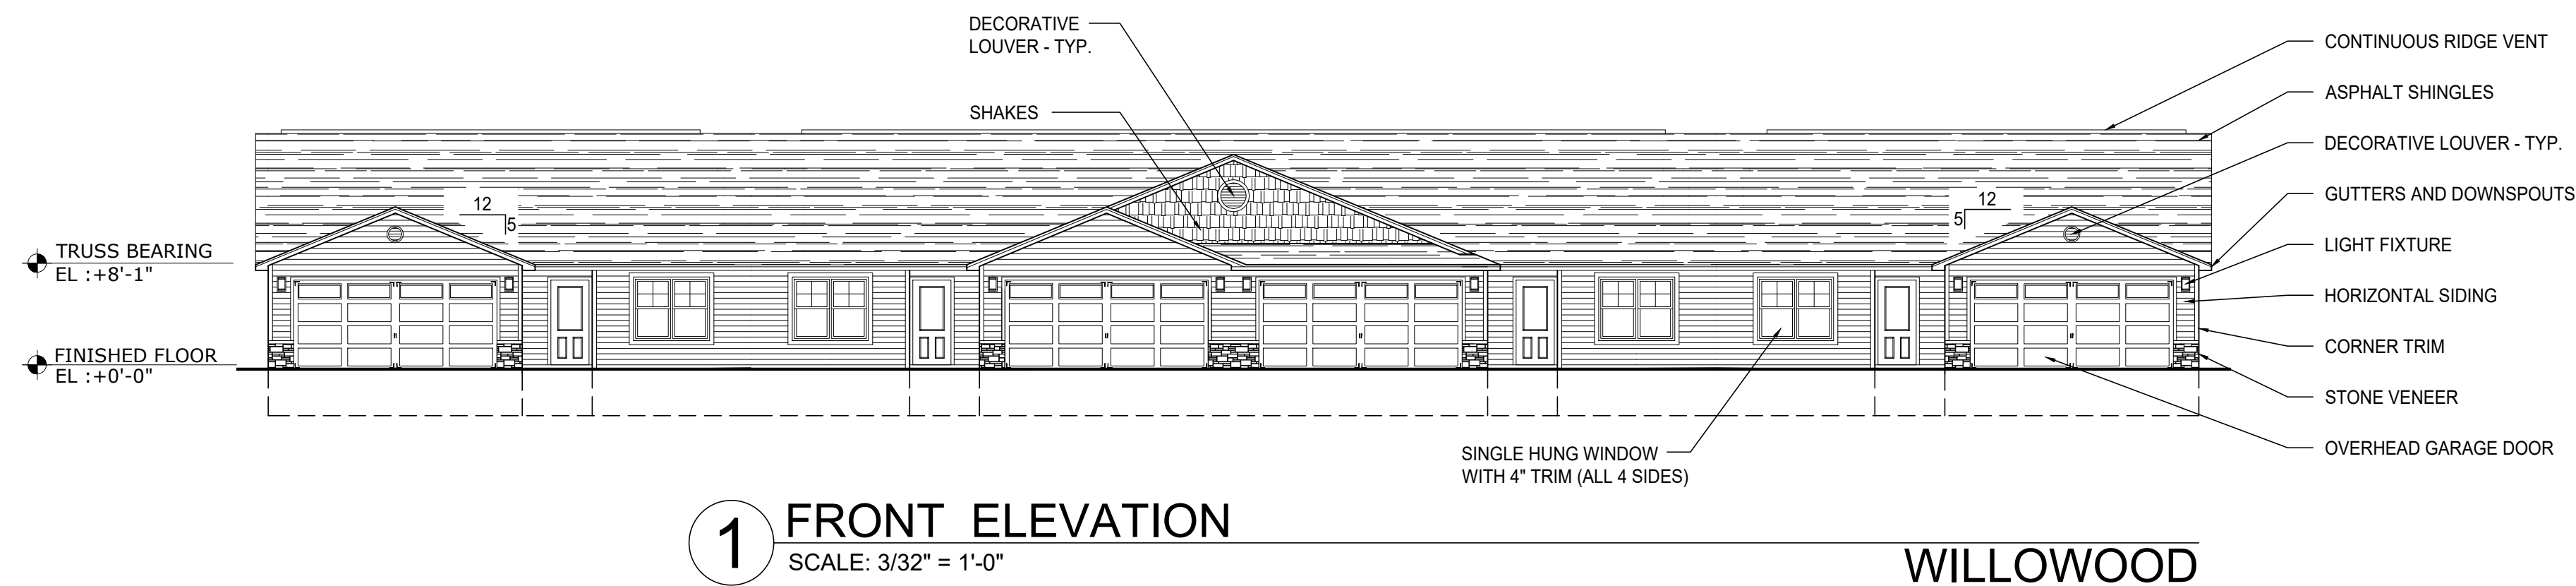 DECORATIVE
LOUVER - TYP.
SHAKES
CONTINUOUS RIDGE VENT
ASPHALT SHINGLES
DECORATIVE LOUVER - TYP.
GUTTERS AND DOWNSPOUTS
LIGHT FIXTURE
HORIZONTAL SIDING
CORNER TRIM
STONE VENEER
OVERHEAD GARAGE DOOR
12
5
12
5
TRUSS BEARING
EL :+8'-1"
FINISHED FLOOR
EL :+0'-0"
SINGLE HUNG WINDOW
WITH 4" TRIM (ALL 4 SIDES)
1
FRONT ELEVATION
SCALE: 3/32" = 1'-0"
WILLOWOOD